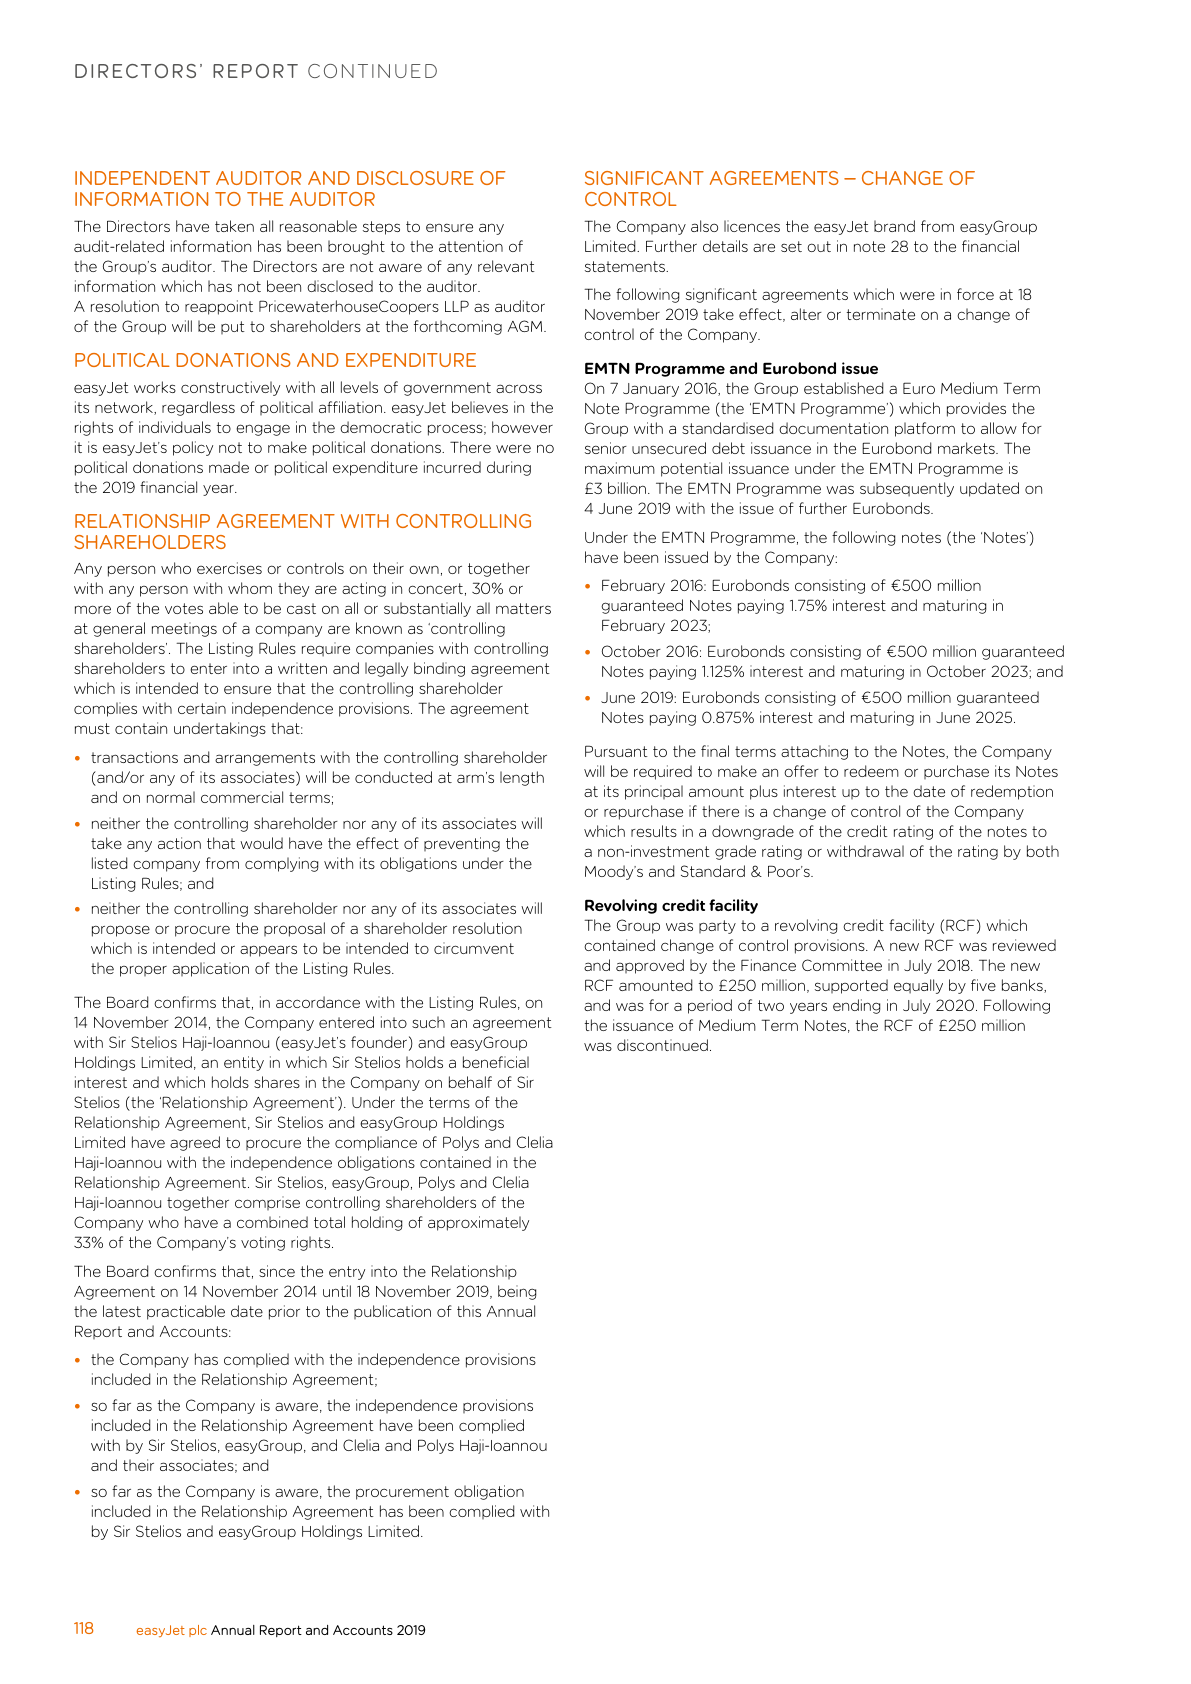 DIRECTORS' REPORT CONTINUED
INDEPENDENT AUDITOR AND DISCLOSURE OF
INFORMATION TO THE AUDITOR
The Directors have taken all reasonable steps to ensure any
audit-related information has been brought to the attention of
the Group's auditor. The Directors are not aware of any relevant
information which has not been disclosed to the auditor.
A resolution to reappoint PricewaterhouseCoopers LLP as auditor
of the Group will be put to shareholders at the forthcoming AGM.
POLITICAL DONATIONS AND EXPENDITURE
easyJet works constructively with all levels of government across
its network, regardless of political affiliation. easyJet believes in the
rights of individuals to engage in the democratic process; however
it is easyJet's policy not to make political donations. There were no
political donations made or political expenditure incurred during
the 2019 financial year.
RELATIONSHIP AGREEMENT WITH CONTROLLING
SHAREHOLDERS
Any person who exercises or controls on their own, or together
with any person with whom they are acting in concert, 30% or
more of the votes able to be cast on all or substantially all matters
at general meetings of a company are known as 'controlling
shareholders'. The Listing Rules require companies with controlling
shareholders to enter into a written and legally binding agreement
which is intended to ensure that the controlling shareholder
complies with certain independence provisions. The agreement
must contain undertakings that:
• transactions and arrangements with the controlling shareholder
(and/or any of its associates) will be conducted at arm's length
and on normal commercial terms;
• neither the controlling shareholder nor any of its associates will
take any action that would have the effect of preventing the
listed company from complying with its obligations under the
Listing Rules; and
• neither the controlling shareholder nor any of its associates will
propose or procure the proposal of a shareholder resolution
which is intended or appears to be intended to circumvent
the proper application of the Listing Rules.
The Board confirms that, in accordance with the Listing Rules, on
14 November 2014, the Company entered into such an agreement
with Sir Stelios Haji-Ioannou (easyJet's founder) and easyGroup
Holdings Limited, an entity in which Sir Stelios holds a beneficial
interest and which holds shares in the Company on behalf of Sir
Stelios (the 'Relationship Agreement'). Under the terms of the
Relationship Agreement, Sir Stelios and easyGroup Holdings
Limited have agreed to procure the compliance of Polys and Clelia
Haji-Ioannou with the independence obligations contained in the
Relationship Agreement. Sir Stelios, easyGroup, Polys and Clelia
Haji-Ioannou together comprise controlling shareholders of the
Company who have a combined total holding of approximately
33% of the Company's voting rights.
The Board confirms that, since the entry into the Relationship
Agreement on 14 November 2014 until 18 November 2019, being
the latest practicable date prior to the publication of this Annual
Report and Accounts:
• the Company has complied with the independence provisions
included in the Relationship Agreement;
• so far as the Company is aware, the independence provisions
included in the Relationship Agreement have been complied
with by Sir Stelios, easyGroup, and Clelia and Polys Haji-Ioannou
and their associates; and
• so far as the Company is aware, the procurement obligation
included in the Relationship Agreement has been complied with
by Sir Stelios and easyGroup Holdings Limited.
SIGNIFICANT AGREEMENTS – CHANGE OF
CONTROL
The Company also licences the easyJet brand from easyGroup
Limited. Further details are set out in note 28 to the financial
statements.
The following significant agreements which were in force at 18
November 2019 take effect, alter or terminate on a change of
control of the Company.
EMTN Programme and Eurobond issue
On 7 January 2016, the Group established a Euro Medium Term
Note Programme (the 'EMTN Programme') which provides the
Group with a standardised documentation platform to allow for
senior unsecured debt issuance in the Eurobond markets. The
maximum potential issuance under the EMTN Programme is
£3 billion. The EMTN Programme was subsequently updated on
4 June 2019 with the issue of further Eurobonds.
Under the EMTN Programme, the following notes (the 'Notes')
have been issued by the Company:
• February 2016: Eurobonds consisting of €500 million
guaranteed Notes paying 1.75% interest and maturing in
February 2023;
• October 2016: Eurobonds consisting of €500 million guaranteed
Notes paying 1.125% interest and maturing in October 2023; and
• June 2019: Eurobonds consisting of €500 million guaranteed
Notes paying 0.875% interest and maturing in June 2025.
Pursuant to the final terms attaching to the Notes, the Company
will be required to make an offer to redeem or purchase its Notes
at its principal amount plus interest up to the date of redemption
or repurchase if there is a change of control of the Company
which results in a downgrade of the credit rating of the notes to
a non-investment grade rating or withdrawal of the rating by both
Moody's and Standard & Poor's.
Revolving credit facility
The Group was party to a revolving credit facility (RCF) which
contained change of control provisions. A new RCF was reviewed
and approved by the Finance Committee in July 2018. The new
RCF amounted to £250 million, supported equally by five banks,
and was for a period of two years ending in July 2020. Following
the issuance of Medium Term Notes, the RCF of £250 million
was discontinued.
118 easyJet plc Annual Report and Accounts 2019